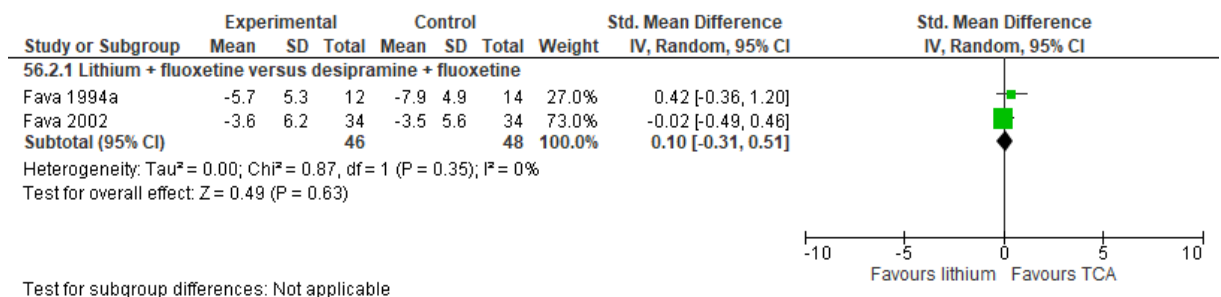 Experimental Control Std. Mean Difference Std. Mean Difference
Study or Subgroup Mean SD Total Mean SD Total Weight IV, Random, 95% CI IV, Random, 95% CI
56.2.1 Lithium + fluoxetine versus desipramine + fluoxetine
Fava 1994a -5.7 5.3 12 -7.9 4.9 14 27.0% 0.42 [-0.36, 1.20]
Fava 2002 -3.6 6.2 34 -3.5 5.6 34 73.0% -0.02 [-0.49, 0.46]
Subtotal (95% CI) 46 48 100.0% 0.10 [-0.31, 0.51]
Heterogeneity: Tau² = 0.00; Chi² = 0.87, df = 1 (P = 0.35); I² = 0%
Test for overall effect: Z = 0.49 (P = 0.63)
-10 -5 0 5 10
Favours lithium Favours TCA
Test for subgroup differences: Not applicable